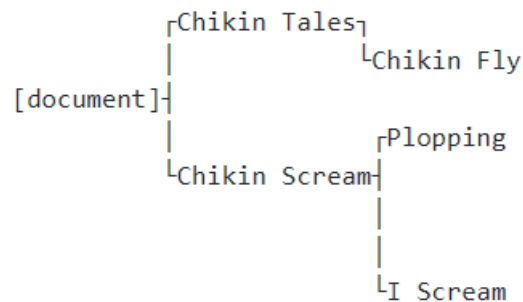 Chikin Tales
Chikin Fly
[document]
Plopping
Chikin Scream
I Scream